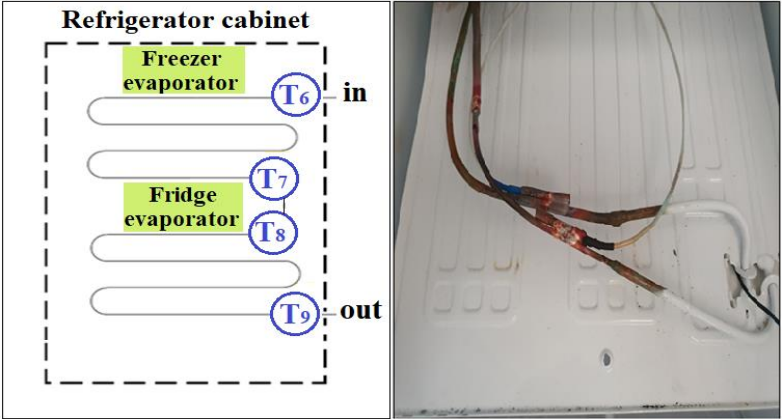 Refrigerator cabinet
Freezer
evaporator
T6
in
T7
Fridge
evaporator
T8
T9
out